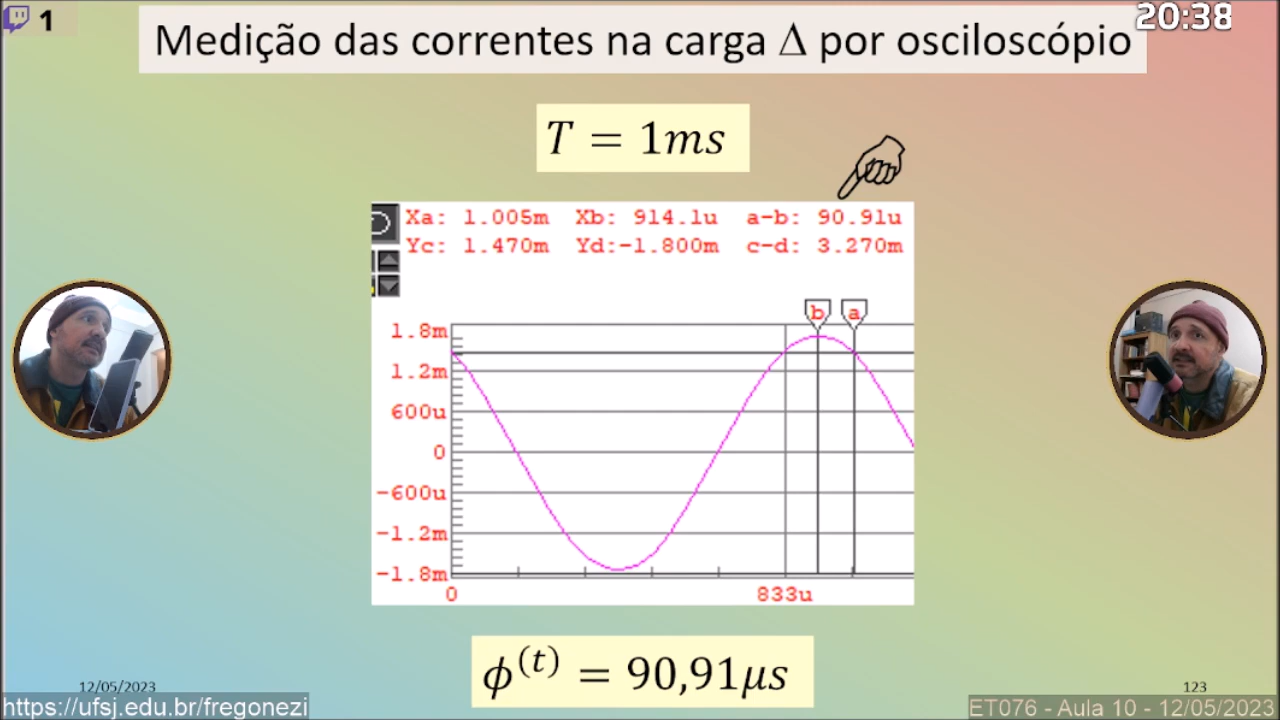 1
20:38
Medição das correntes na carga Δ por osciloscópio
T = 1ms
Xa: 1.005m Xb: 914.1u a-b: 90.91u
Yc: 1.470m Yd:-1.800m c-d: 3.270m
b a
1.8m
1.2m
600u
0
-600u
-1.2m
-1.8m
0 833u
ϕ^(t) = 90,91μs
12/05/2023
123
https://ufsj.edu.br/fregonezi
ET076 - Aula 10 - 12/05/2023